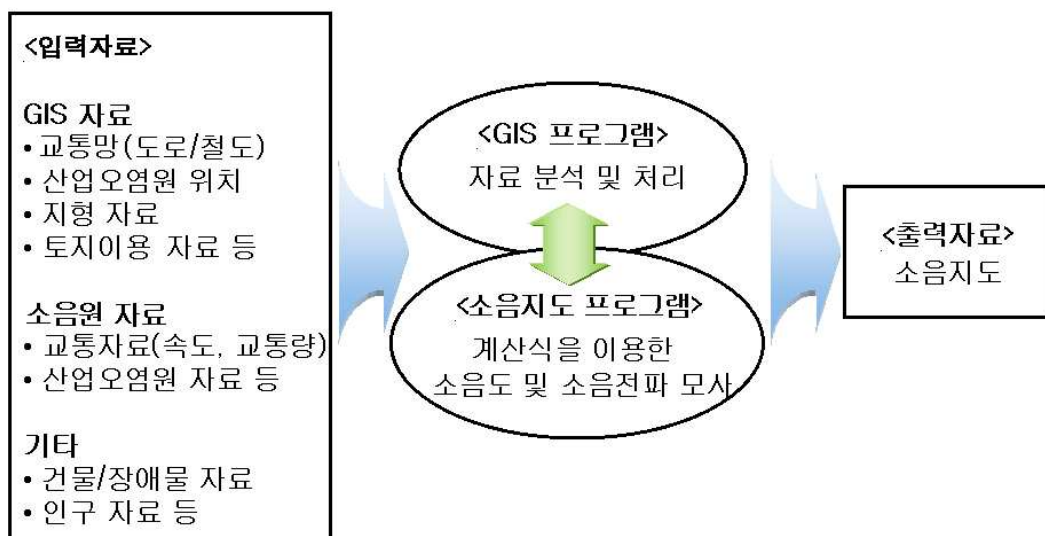 <입력자료>
GIS 자료
• 교통망(도로/철도)
• 산업오염원 위치
• 지형 자료
• 토지이용 자료 등
소음원 자료
• 교통자료(속도, 교통량)
• 산업오염원 자료 등
기타
• 건물/장애물 자료
• 인구 자료 등
<GIS 프로그램>
자료 분석 및 처리
<소음지도 프로그램>
계산식을 이용한
소음도 및 소음전파 모사
<출력자료>
소음지도